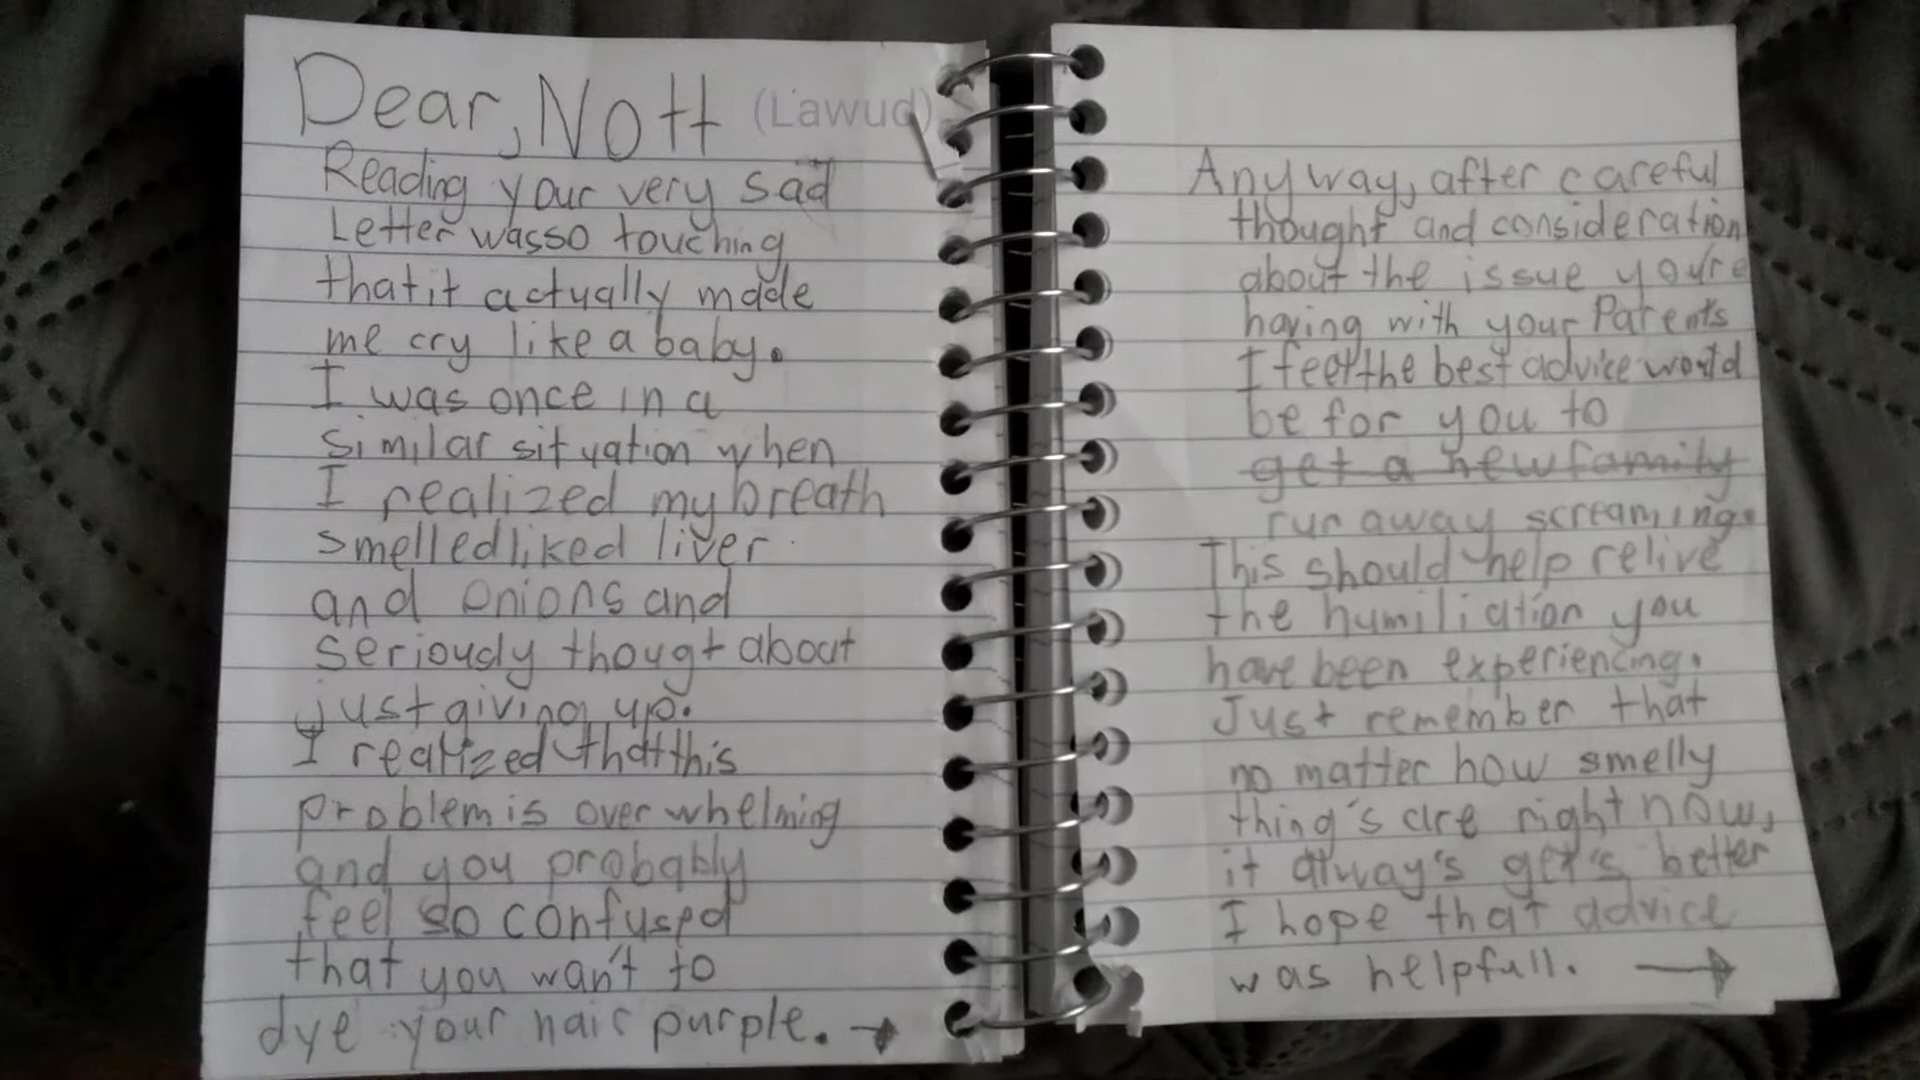 Dear, Nott (Lawud)
Reading your very sad
Letter wasso touching
thatit actually made
me cry like a baby.
I was once in a
similar situation when
I realized my breath
smelled liked liver
and onions and
seriously thougt about
just giving up.
I realized that this
problem is over whelming
and you probably
feel so confused
that you wan't to
dye your hair purple. →
Any way, after careful
thought and consideration
about the issue you're
having with your Parents
I feel the best advice would
be for you to
get a new family
run away screaming.
This should help relive
the humiliation you
have been experiencing.
Just remember that
no matter how smelly
thing's are right now,
it alway's get's better
I hope that advice
was helpfull. →